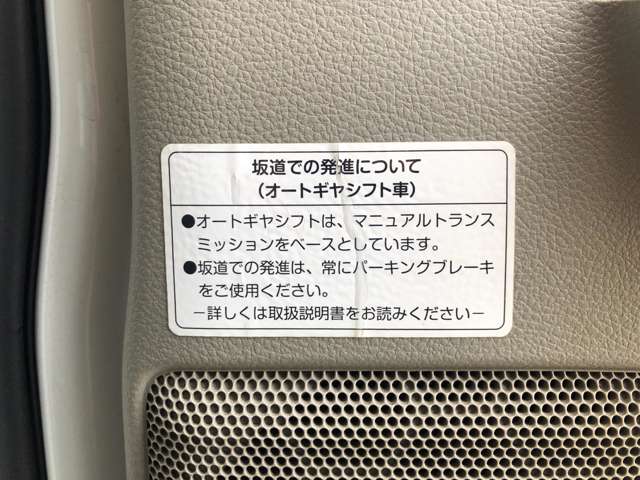 坂道での発進について
（オートギヤシフト車）
●オートギヤシフトは、マニュアルトランス
ミッションをベースとしています。
●坂道での発進は、常にパーキングブレーキ
をご使用ください。
－詳しくは取扱説明書をお読みください－